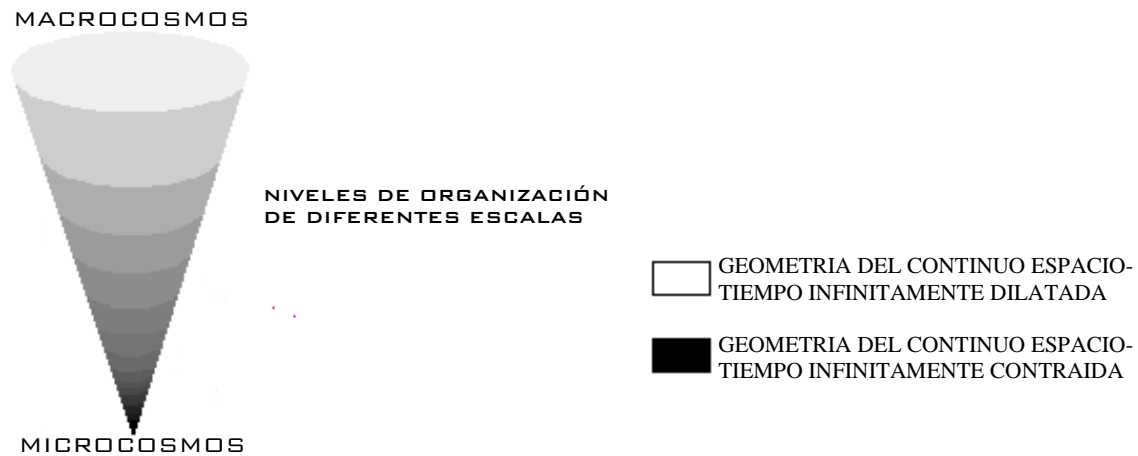 MACROCOSMOS
NIVELES DE ORGANIZACIÓN
DE DIFERENTES ESCALAS
GEOMETRIA DEL CONTINUO ESPACIO-
TIEMPO INFINITAMENTE DILATADA
GEOMETRIA DEL CONTINUO ESPACIO-
TIEMPO INFINITAMENTE CONTRAIDA
MICROCOSMOS